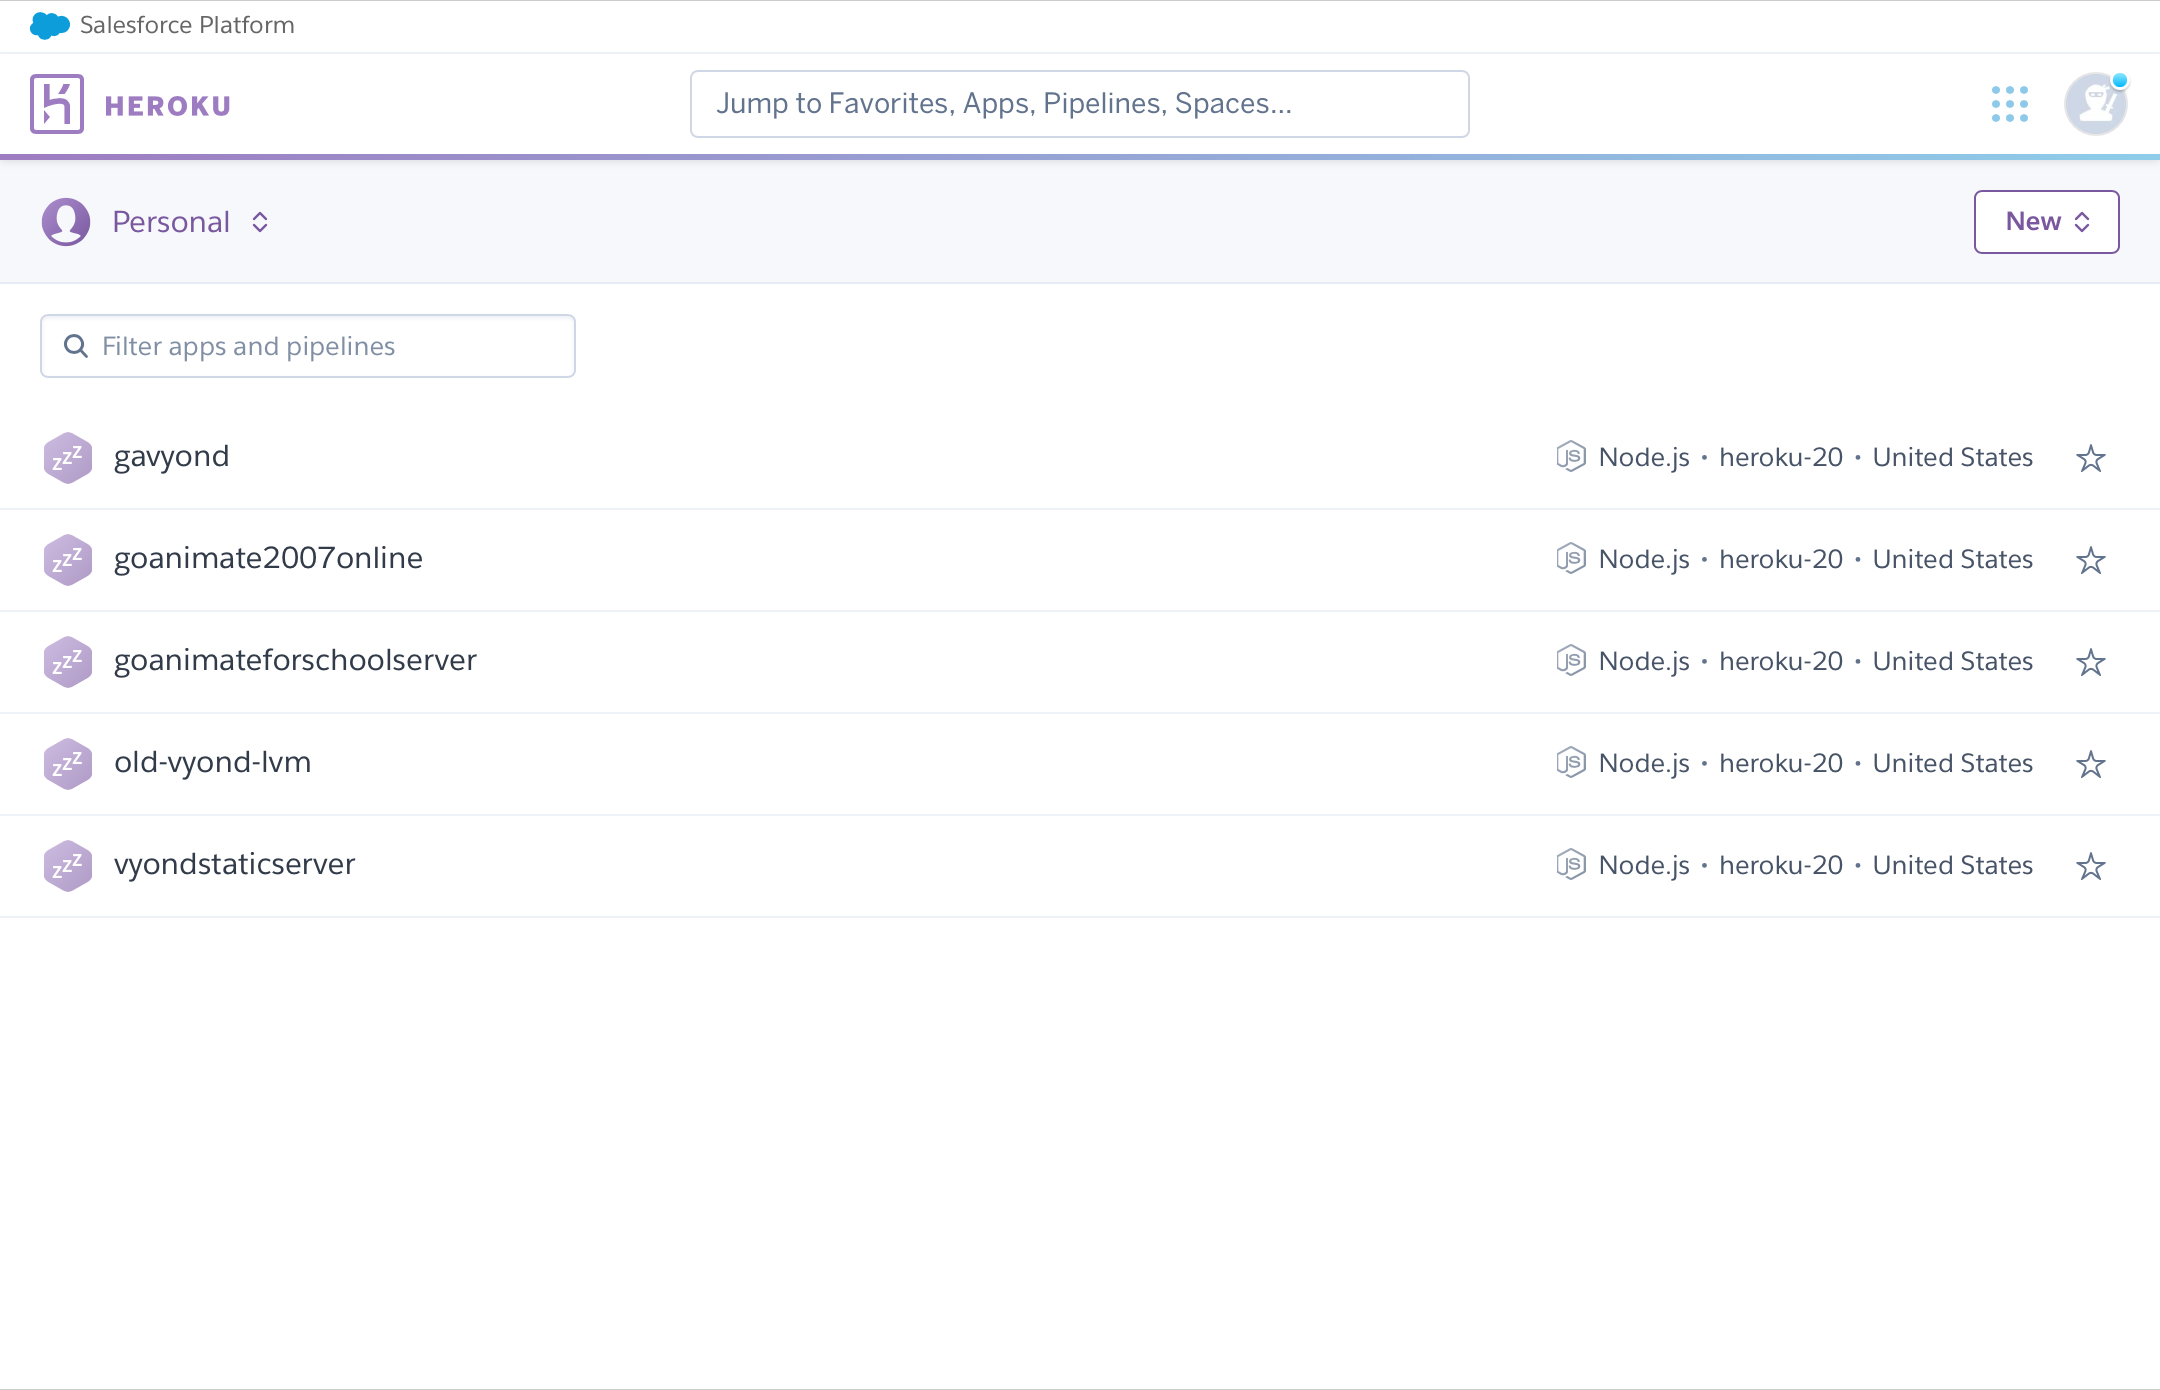 Salesforce Platform
HEROKU
Jump to Favorites, Apps, Pipelines, Spaces...
Personal
New
Filter apps and pipelines
zzZ gavyond JS Node.js • heroku-20 • United States
zzZ goanimate2007online JS Node.js • heroku-20 • United States
zzZ goanimateforschoolserver JS Node.js • heroku-20 • United States
zzZ old-vyond-lvm JS Node.js • heroku-20 • United States
zzZ vyondstaticserver JS Node.js • heroku-20 • United States